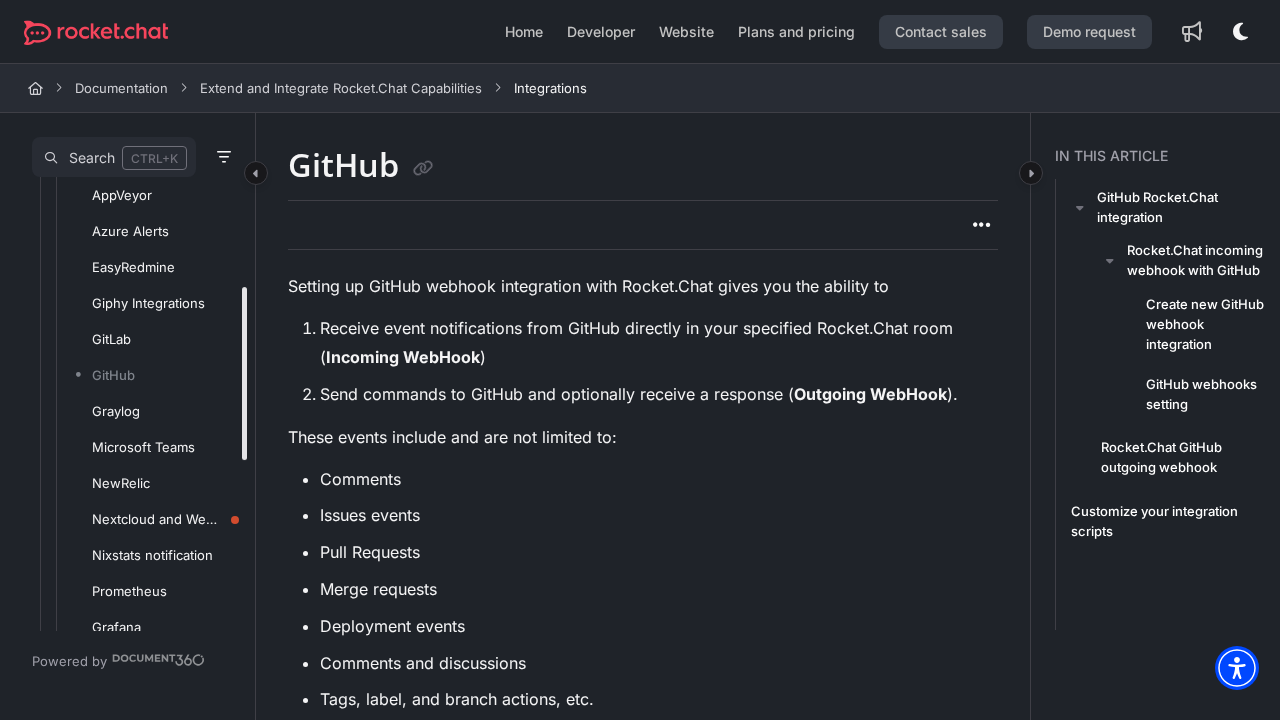 rocket.chat
Home Developer Website Plans and pricing Contact sales Demo request
Documentation Extend and Integrate Rocket.Chat Capabilities Integrations
Search CTRL+K
AppVeyor
Azure Alerts
EasyRedmine
Giphy Integrations
GitLab
GitHub
Graylog
Microsoft Teams
NewRelic
Nextcloud and We...
Nixstats notification
Prometheus
Grafana
Powered by DOCUMENT360
GitHub
Setting up GitHub webhook integration with Rocket.Chat gives you the ability to
1. Receive event notifications from GitHub directly in your specified Rocket.Chat room
(Incoming WebHook)
2. Send commands to GitHub and optionally receive a response (Outgoing WebHook).
These events include and are not limited to:
• Comments
• Issues events
• Pull Requests
• Merge requests
• Deployment events
• Comments and discussions
• Tags, label, and branch actions, etc.
IN THIS ARTICLE
GitHub Rocket.Chat
integration
Rocket.Chat incoming
webhook with GitHub
Create new GitHub
webhook
integration
GitHub webhooks
setting
Rocket.Chat GitHub
outgoing webhook
Customize your integration
scripts